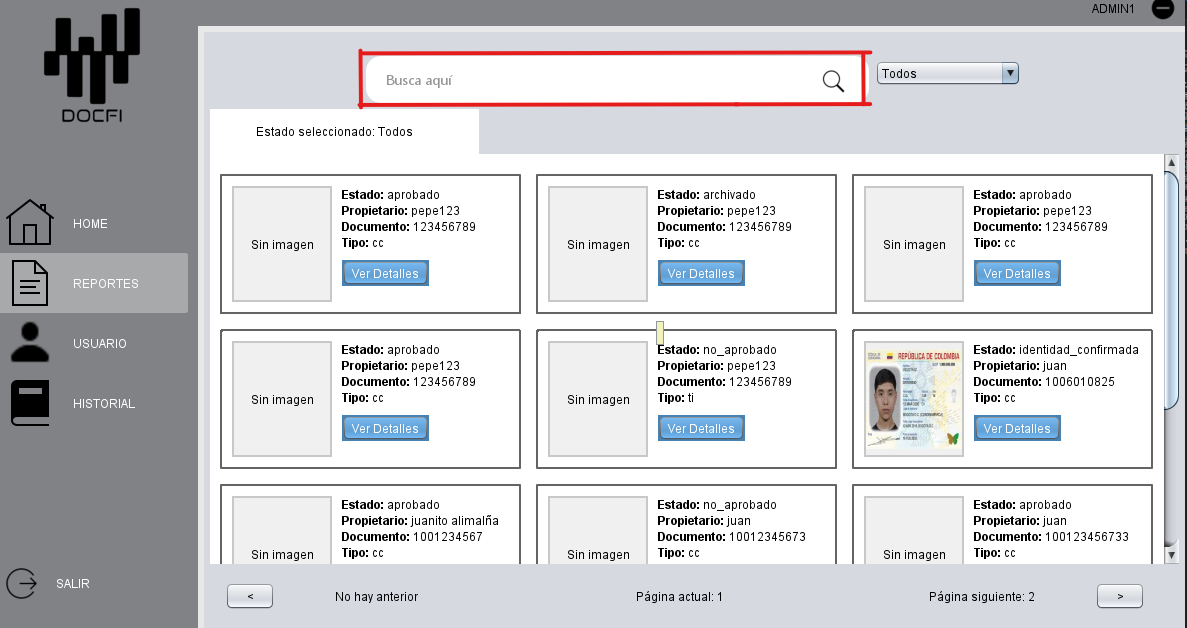 ADMIN1
DOCFI
Busca aquí
Todos
Estado seleccionado: Todos
HOME
REPORTES
USUARIO
HISTORIAL
SALIR
Sin imagen
Estado: aprobado
Propietario: pepe123
Documento: 123456789
Tipo: cc
Ver Detalles
Sin imagen
Estado: archivado
Propietario: pepe123
Documento: 123456789
Tipo: cc
Ver Detalles
Sin imagen
Estado: aprobado
Propietario: pepe123
Documento: 123456789
Tipo: cc
Ver Detalles
Sin imagen
Estado: aprobado
Propietario: pepe123
Documento: 123456789
Tipo: cc
Ver Detalles
Sin imagen
Estado: no_aprobado
Propietario: pepe123
Documento: 123456789
Tipo: ti
Ver Detalles
REPÚBLICA DE COLOMBIA
Estado: identidad_confirmada
Propietario: juan
Documento: 1006010825
Tipo: cc
Ver Detalles
Sin imagen
Estado: aprobado
Propietario: juanito alimalña
Documento: 1001234567
Tipo: cc
Sin imagen
Estado: no_aprobado
Propietario: juan
Documento: 10012345673
Tipo: cc
Sin imagen
Estado: aprobado
Propietario: juan
Documento: 100123456733
Tipo: cc
<
No hay anterior
Página actual: 1
Página siguiente: 2
>